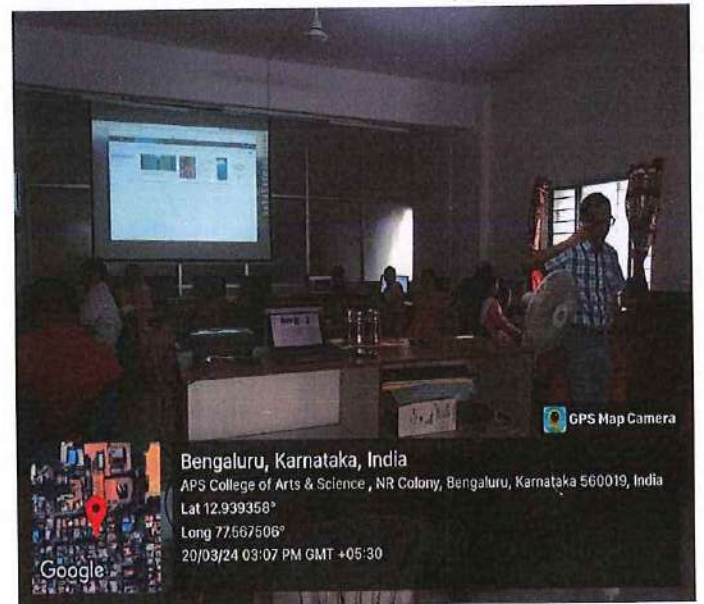 GPS Map Camera
Bengaluru, Karnataka, India
APS College of Arts & Science , NR Colony, Bengaluru, Karnataka 560019, India
Lat 12.939358°
Long 77.567506°
20/03/24 03:07 PM GMT +05:30
Google